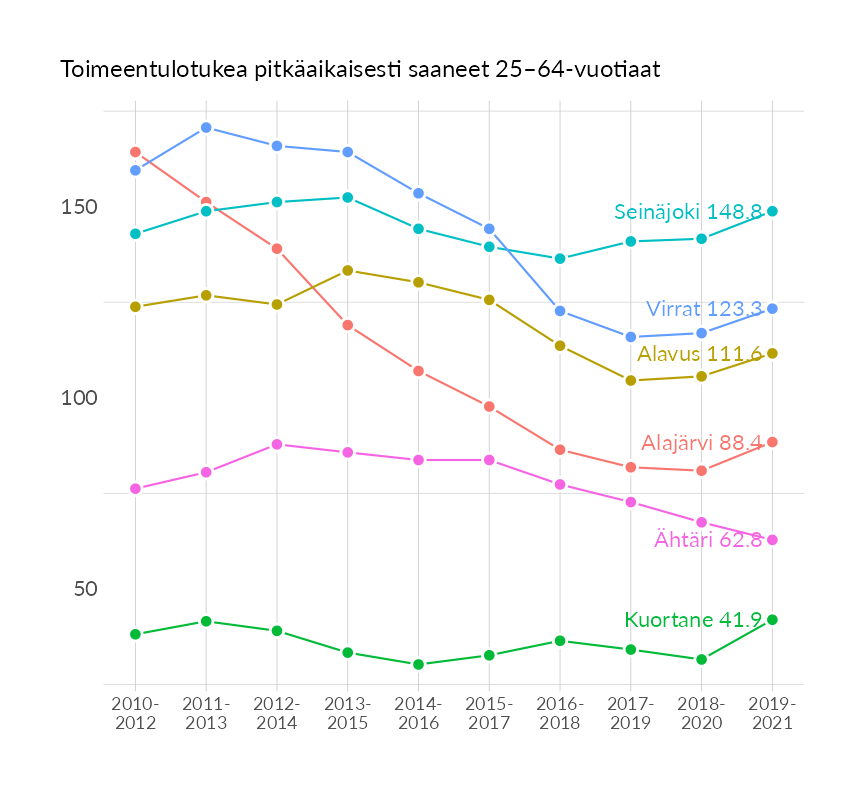 Toimeentulotukea pitkäaikaisesti saaneet 25–64-vuotiaat
150
100
50
Seinäjoki 148.8
Virrat 123.3
Alavus 111.6
Alajärvi 88.4
Ähtäri 62.8
Kuortane 41.9
2010- 2011- 2012- 2013- 2014- 2015- 2016- 2017- 2018- 2019-
2012 2013 2014 2015 2016 2017 2018 2019 2020 2021